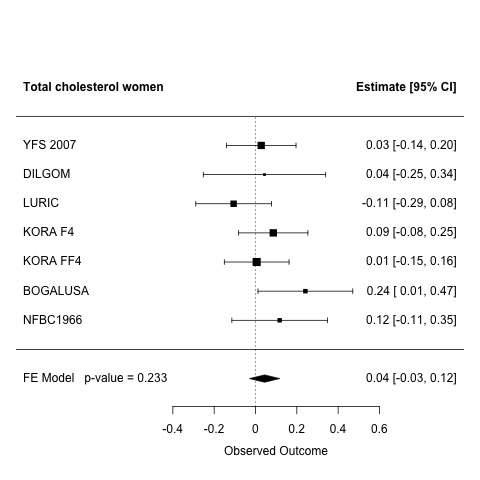 Total cholesterol women Estimate [95% CI]
YFS 2007 0.03 [-0.14, 0.20]
DILGOM 0.04 [-0.25, 0.34]
LURIC -0.11 [-0.29, 0.08]
KORA F4 0.09 [-0.08, 0.25]
KORA FF4 0.01 [-0.15, 0.16]
BOGALUSA 0.24 [ 0.01, 0.47]
NFBC1966 0.12 [-0.11, 0.35]
FE Model p-value = 0.233 0.04 [-0.03, 0.12]
-0.4 -0.2 0 0.2 0.4 0.6
Observed Outcome